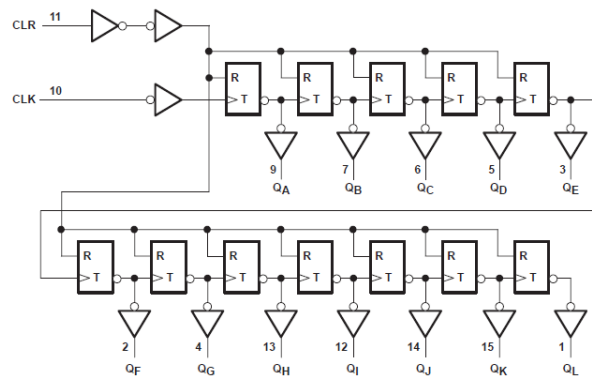 CLR 11
R R R R R
CLK 10
T T T T T
9 7 6 5 3
QA QB QC QD QE
R R R R R R R
T T T T T T T
2 4 13 12 14 15 1
QF QG QH QI QJ QK QL